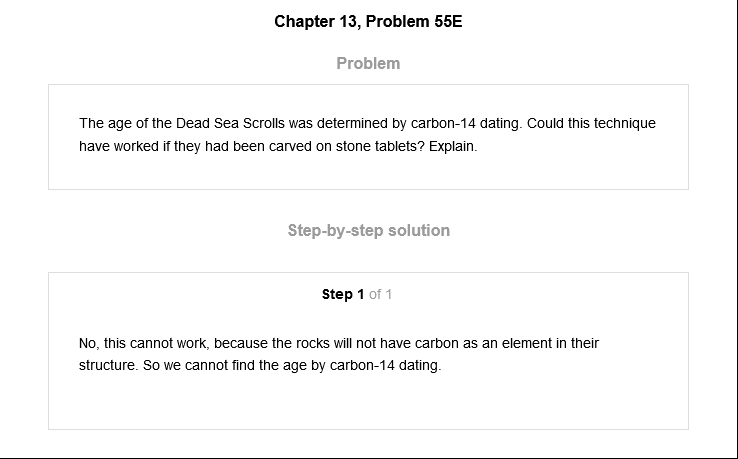 Chapter 13, Problem 55E
Problem
The age of the Dead Sea Scrolls was determined by carbon-14 dating. Could this technique
have worked if they had been carved on stone tablets? Explain.
Step-by-step solution
Step 1 of 1
No, this cannot work, because the rocks will not have carbon as an element in their
structure. So we cannot find the age by carbon-14 dating.